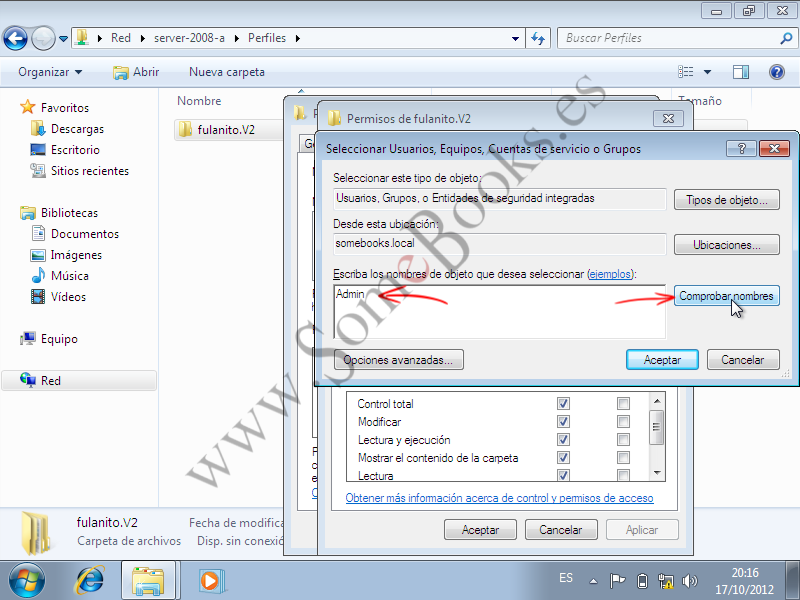 Red server-2008-a Perfiles
Buscar Perfiles
Organizar Abrir Nueva carpeta
Nombre
Tamaño
Favoritos
Descargas
Escritorio
Sitios recientes
Bibliotecas
Documentos
Imágenes
Música
Vídeos
Equipo
Red
fulanito.V2
Permisos de fulanito.V2
Seleccionar Usuarios, Equipos, Cuentas de servicio o Grupos
Seleccionar este tipo de objeto:
Usuarios, Grupos, o Entidades de seguridad integradas
Tipos de objeto...
Desde esta ubicación:
somebooks.local
Ubicaciones...
Escriba los nombres de objeto que desea seleccionar (ejemplos):
Admin
Comprobar nombres
Opciones avanzadas...
Aceptar
Cancelar
Control total
Modificar
Lectura y ejecución
Mostrar el contenido de la carpeta
Lectura
Obtener más información acerca de control y permisos de acceso
Aceptar
Cancelar
Aplicar
fulanito.V2 Fecha de modifica
Carpeta de archivos Disp. sin conexió
ES
20:16
17/10/2012
www.SomeBooks.es